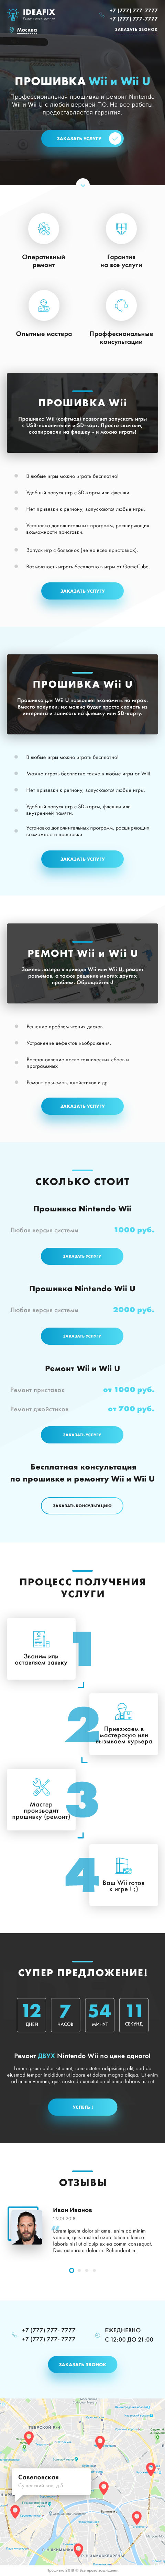 IDEAFIX
Ремонт электроники
+7 (777) 777-7777
+7 (777) 777-7777
Москва
ЗАКАЗАТЬ ЗВОНОК
ПРОШИВКА Wii и Wii U
Профессиональная прошивка и ремонт Nintendo
Wii и Wii U с любой версией ПО. На все работы
предоставляется гарантия.
ЗАКАЗАТЬ УСЛУГУ
Оперативный
ремонт
Гарантия
на все услуги
Опытные мастера
Проффессиональные
консультации
ПРОШИВКА Wii
Прошивка Wii (софтмод) позволяет запускать игры
с USB-накопителей и SD-карт. Просто скачали,
скопировали на флешку - и можно играть!
В любые игры можно играть бесплатно!
Удобный запуск игр с SD-карты или флешки.
Нет привязки к региону, запускаются любые игры.
Установка дополнительных программ, расширяющих
возможности приставки.
Запуск игр с болванок (не на всех приставках).
Возможность играть бесплатно в игры от GameCube.
ЗАКАЗАТЬ УСЛУГУ
ПРОШИВКА Wii U
Прошивка для Wii U позволяет экономить на играх.
Вместо покупки, их можно будет просто скачать из
интернета и записать на флешку или SD-карту.
В любые игры можно играть бесплатно!
Можно играть бесплатно также в любые игры от Wii!
Нет привязки к региону, запускаются любые игры.
Удобный запуск игр с SD-карты, флешки или
внутренней памяти.
Установка дополнительных программ, расширяющих
возможности приставки
ЗАКАЗАТЬ УСЛУГУ
РЕМОНТ Wii и Wii U
Замена лазера в приводе Wii или Wii U, ремонт
разъемов, а также решение многих других
проблем. Обращайтесь!
Решение проблем чтения дисков.
Устранение дефектов изображения.
Восстановление после технических сбоев и
программных
Ремонт разъемов, джойстиков и др.
ЗАКАЗАТЬ УСЛУГУ
СКОЛЬКО СТОИТ
Прошивка Nintendo Wii
Любая версия системы
1000 руб.
ЗАКАЗАТЬ УСЛУГУ
Прошивка Nintendo Wii U
Любая версия системы
2000 руб.
ЗАКАЗАТЬ УСЛУГУ
Ремонт Wii и Wii U
Ремонт приставок
от 1000 руб.
Ремонт джойстиков
от 700 руб.
ЗАКАЗАТЬ УСЛУГУ
Бесплатная консультация
по прошивке и ремонту Wii и Wii U
ЗАКАЗАТЬ КОНСУЛЬТАЦИЮ
ПРОЦЕСС ПОЛУЧЕНИЯ
УСЛУГИ
1
Звоним или
оставляем заявку
2
Приезжаем в
мастерскую или
вызываем курьера
3
Мастер
производит
прошивку (ремонт)
4
Ваш Wii готов
к игре ! ;)
СУПЕР ПРЕДЛОЖЕНИЕ!
12
ДНЕЙ
7
ЧАСОВ
54
МИНУТ
11
СЕКУНД
Ремонт ДВУХ Nintendo Wii по цене одного!
Lorem ipsum dolor sit amet, consectetur adipisicing elit, sed do
eiusmod tempor incididunt ut labore et dolore magna aliqua. Ut enim
ad minim veniam, quis nostrud exercitation ullamco laboris nisi ut
УСПЕТЬ !
ОТЗЫВЫ
Иван Иванов
29.01.2018
Lorem ipsum dolor sit ame, enim ad minim
veniam, quis nostrud exercitation ullamco
laboris nisi ut aliquip ex ea commodo consequat.
Duis aute irure dolor in. Rehenderit in.
+7 (777) 777- 7777
+7 (777) 777- 7777
ЕЖЕДНЕВНО
С 12:00 ДО 21:00
ЗАКАЗАТЬ ЗВОНОК
ТВЕРСКОЙ Р-Н
Савеловская
Сущевский вал, д.5
Р-Н ЯКИМАНКА
Р-Н ЗАМОСКВОРЕЧЬЕ
Прошивка 2018 © Все права защищены.